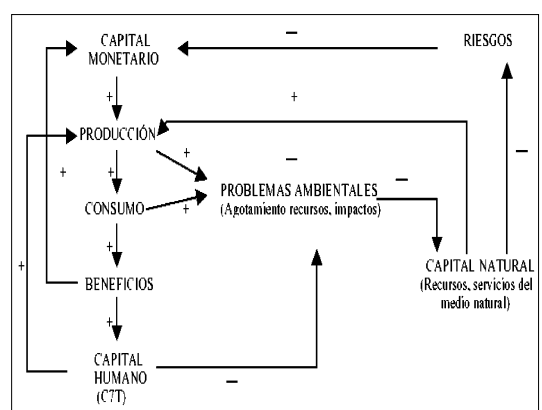 CAPITAL
MONETARIO
–
RIESGOS
+
+
PRODUCCIÓN
+
–
–
–
+
+
PROBLEMAS AMBIENTALES
(Agotamiento recursos, impactos)
CONSUMO
+
+
+
CAPITAL NATURAL
(Recursos, servicios del
medio natural)
BENEFICIOS
+
CAPITAL
HUMANO
(C7T)
–